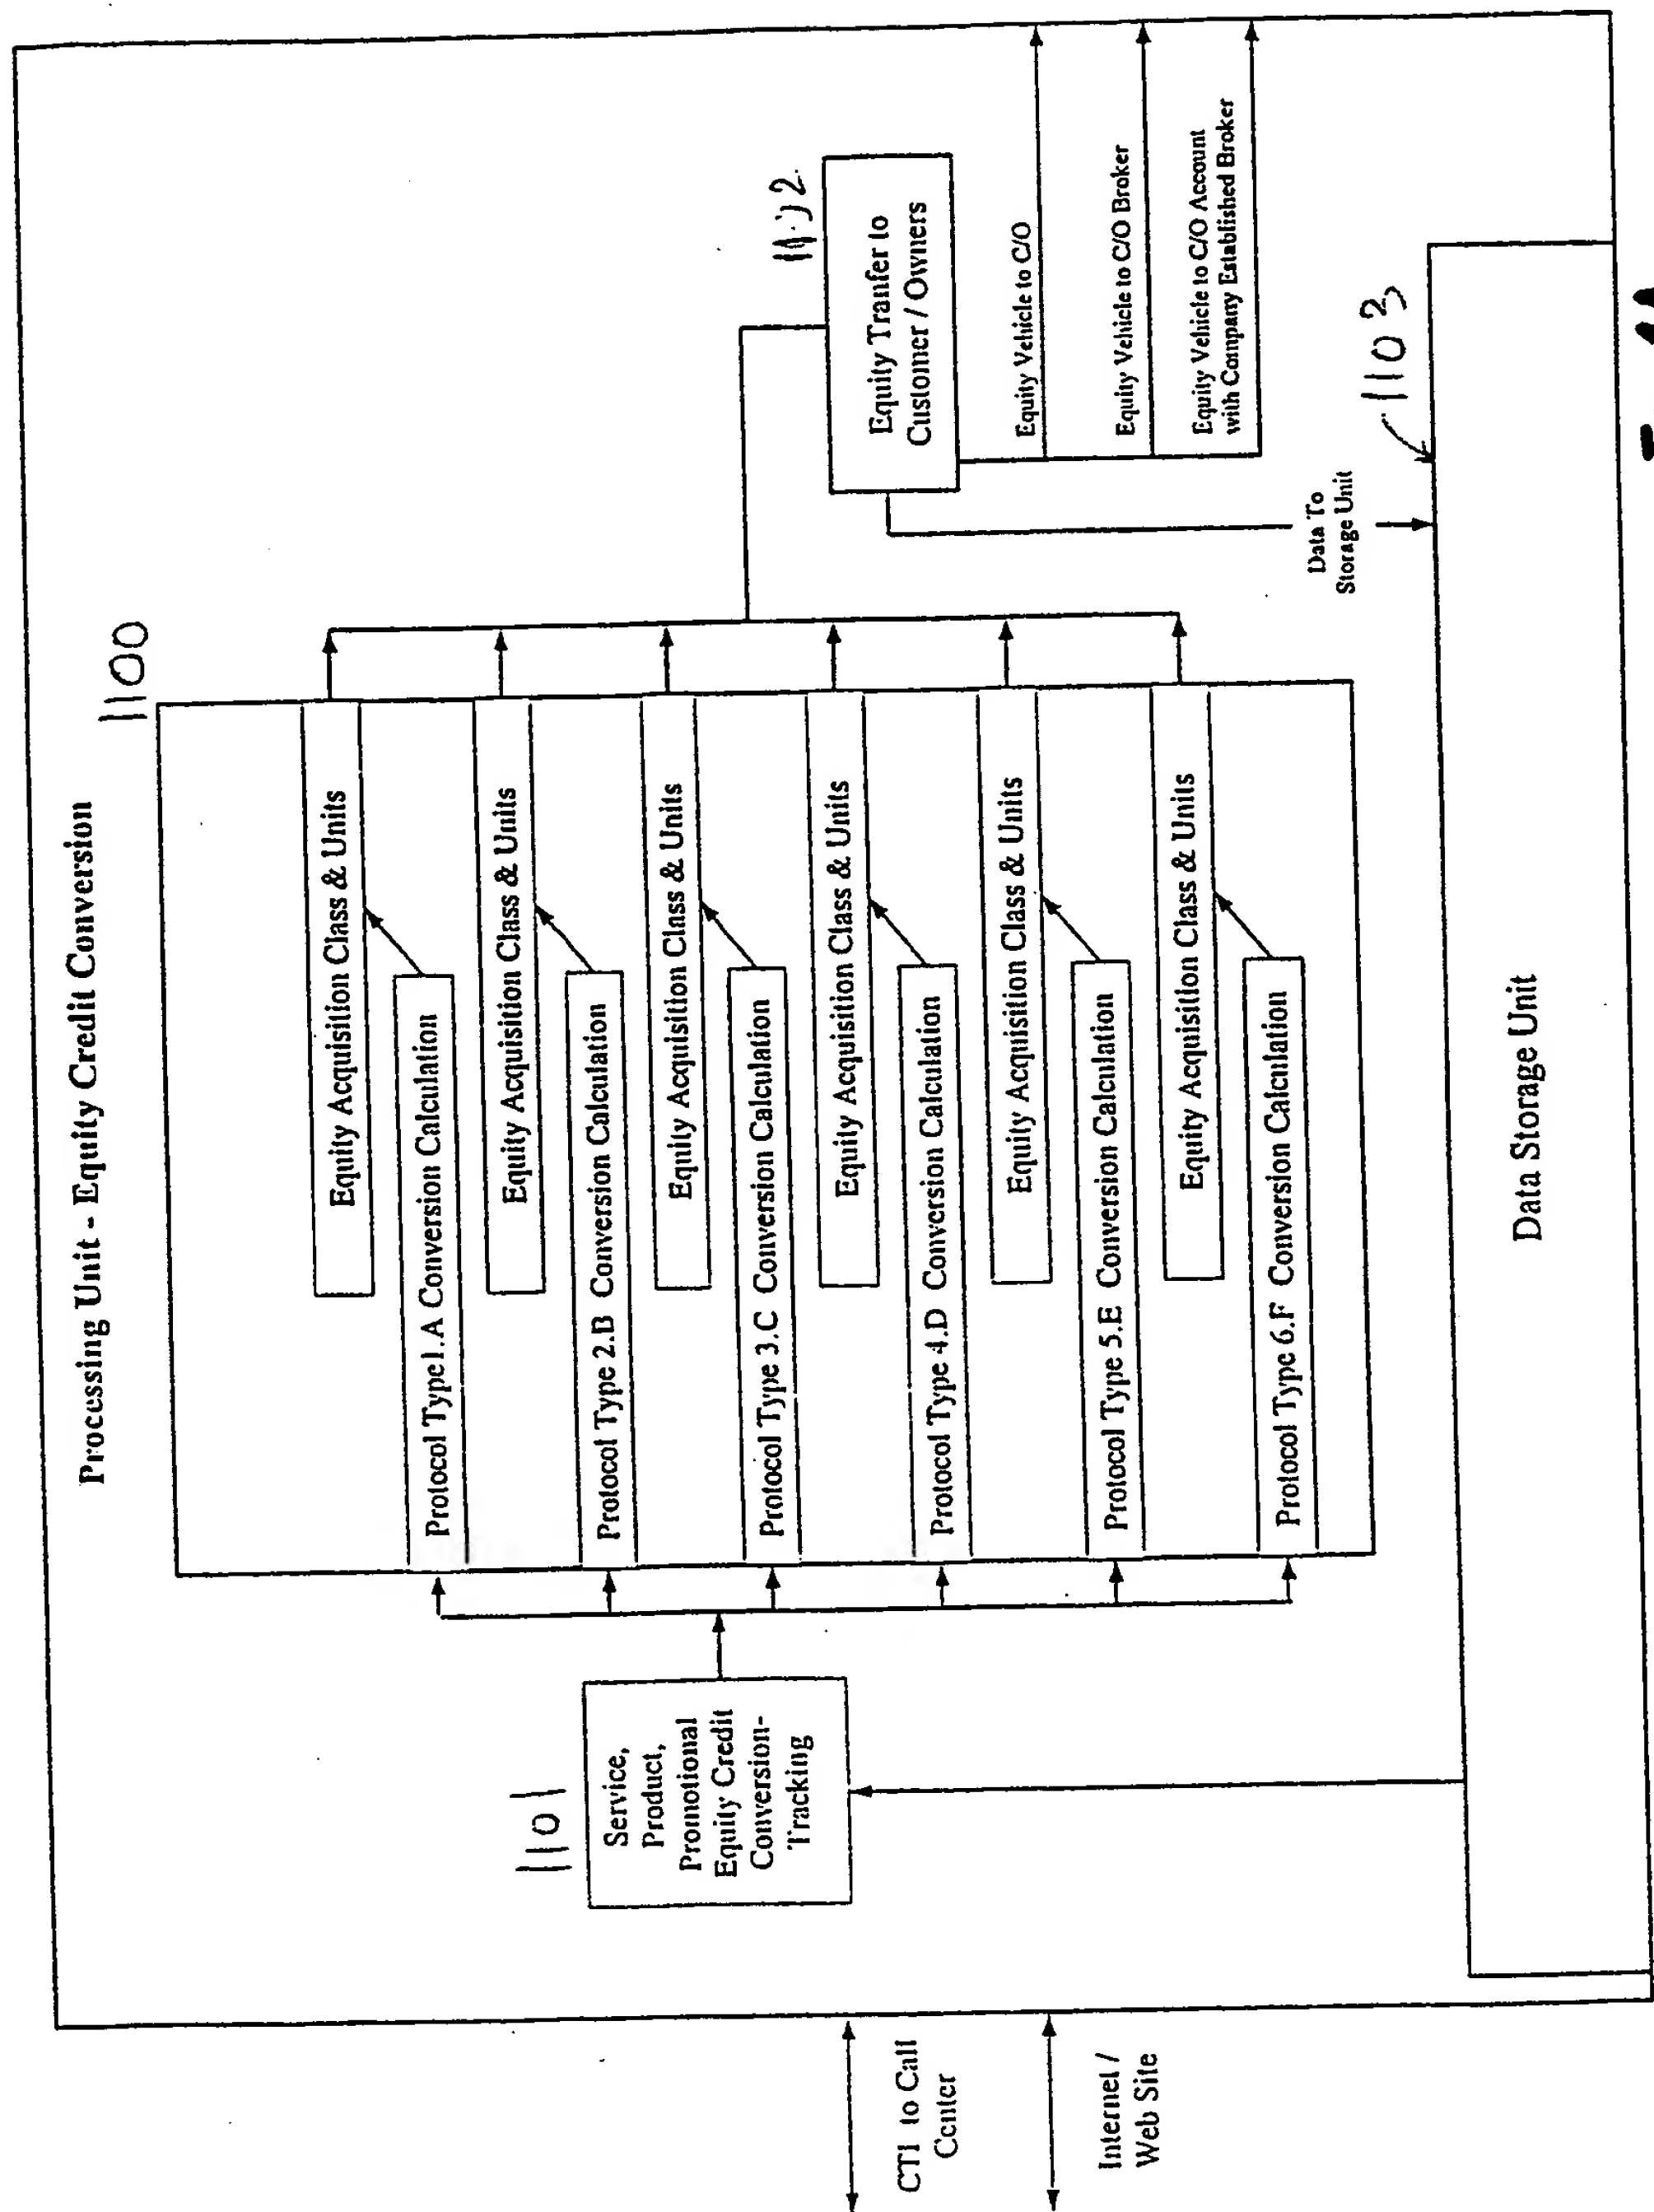 Processing Unit - Equity Credit Conversion
1100
Equity Acquisition Class & Units
Protocol Type1.A Conversion Calculation
Equity Acquisition Class & Units
Protocol Type 2.B Conversion Calculation
Equity Acquisition Class & Units
Protocol Type 3.C Conversion Calculation
Equity Acquisition Class & Units
Protocol Type 4.D Conversion Calculation
Equity Acquisition Class & Units
Protocol Type 5.E Conversion Calculation
Equity Acquisition Class & Units
Protocol Type 6.F Conversion Calculation
1101
Service,
Product,
Promotional
Equity Credit
Conversion-
Tracking
1102
Equity Tranfer to
Customer / Owners
Equity Vehicle to C/O
Equity Vehicle to C/O Broker
Equity Vehicle to C/O Account
with Company Established Broker
Data To
Storage Unit
1103
Data Storage Unit
CTI to Call
Center
Internet /
Web Site